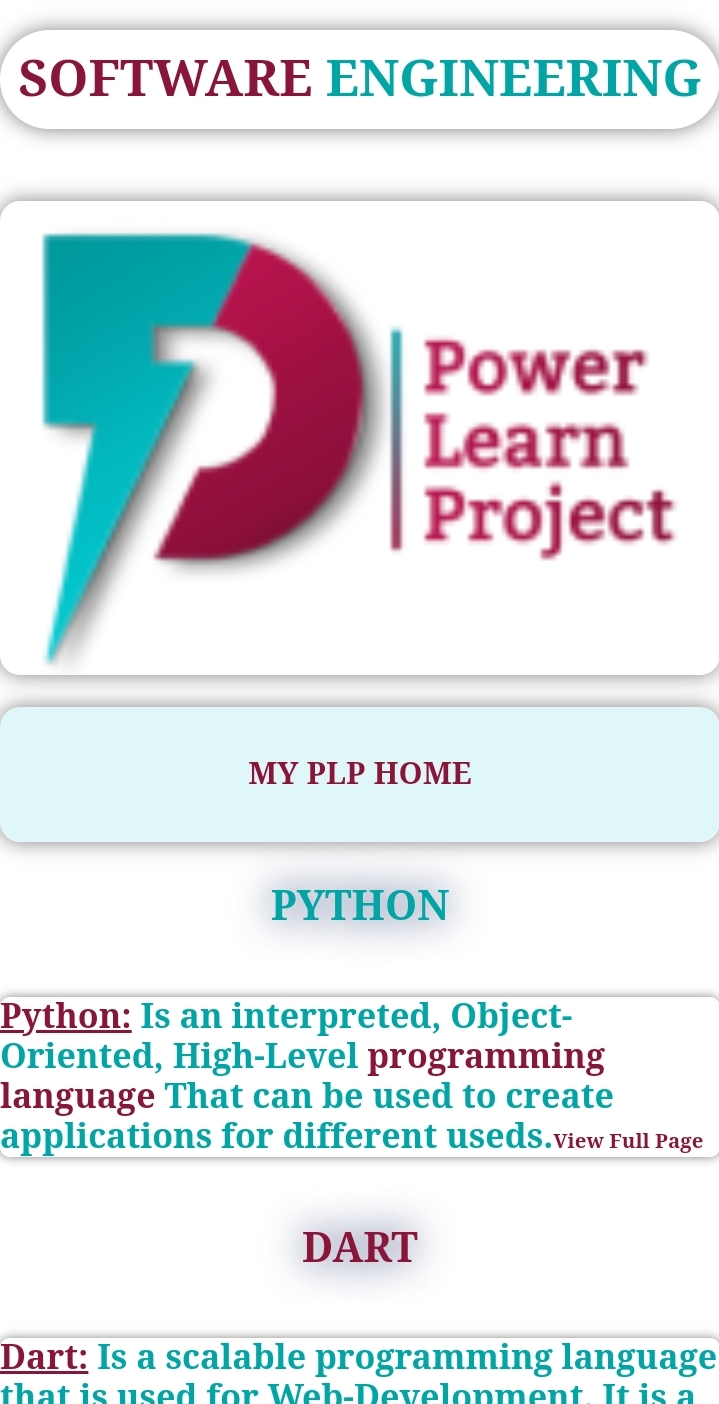 SOFTWARE ENGINEERING
Power
Learn
Project
MY PLP HOME
PYTHON
Python: Is an interpreted, Object-
Oriented, High-Level programming
language That can be used to create
applications for different useds.View Full Page
DART
Dart: Is a scalable programming language
that is used for Web-Development. It is a